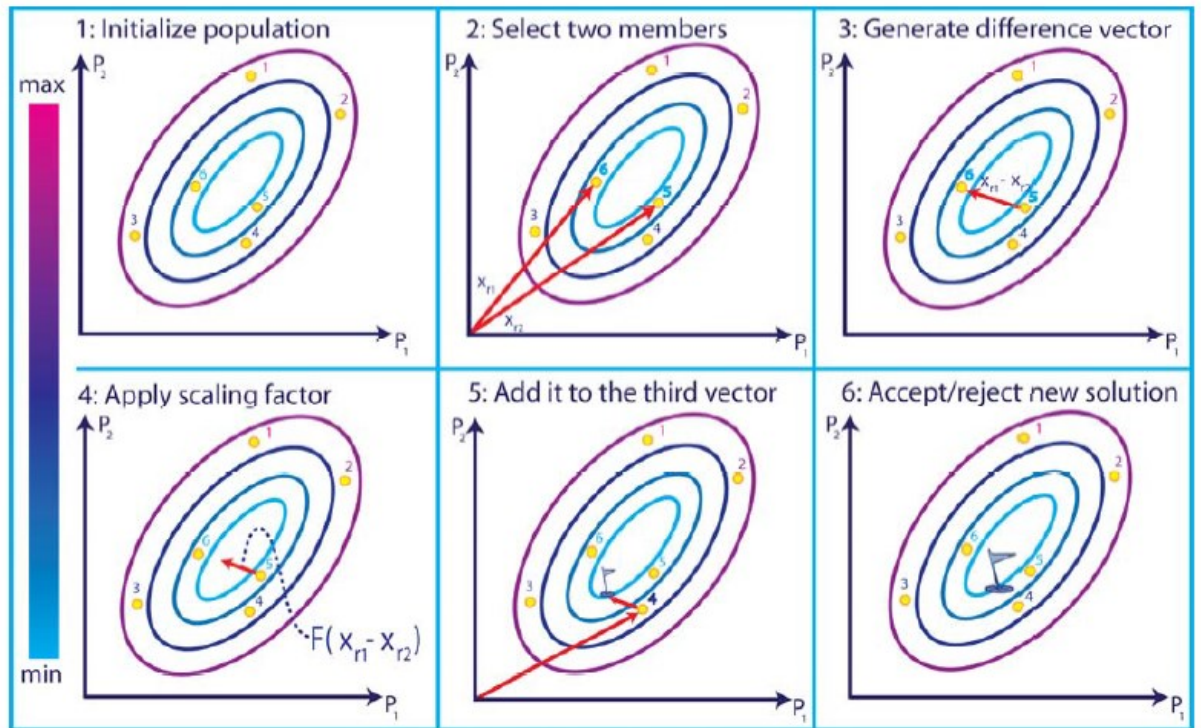 1: Initialize population
2: Select two members
3: Generate difference vector
max
P2
1
2
6
5
3
4
P1
P2
1
2
6
5
3
4
xr1
xr2
P1
P2
1
2
6
xr1- xr2
5
3
4
P1
4: Apply scaling factor
5: Add it to the third vector
6: Accept/reject new solution
P2
1
2
6
5
3
4
F(xr1- xr2)
min
P1
P2
1
2
6
5
3
4
P1
P2
1
2
6
5
3
4
P1